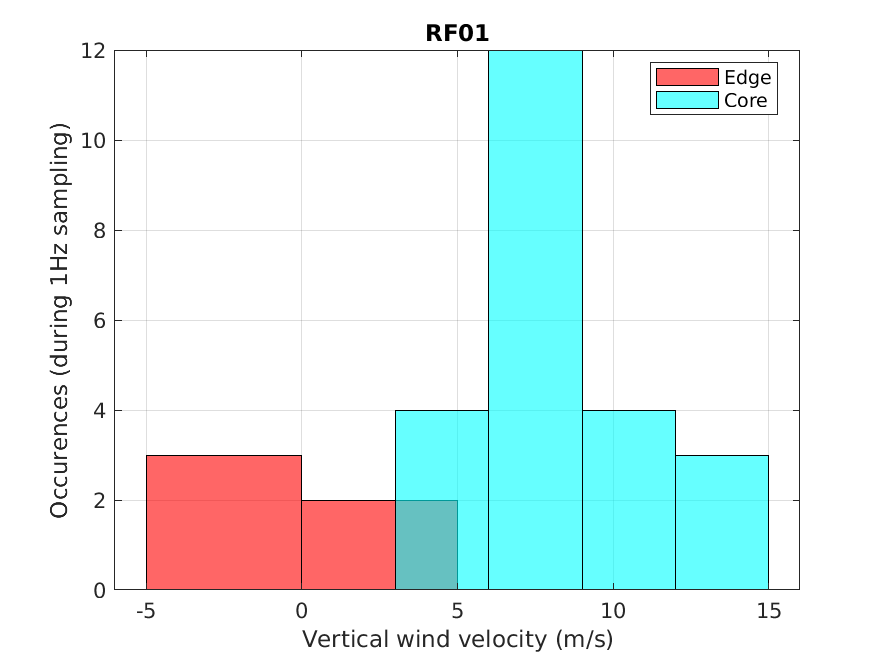 RF01
Edge
Core
Occurences (during 1Hz sampling)
12
10
8
6
4
2
0
-5 0 5 10 15
Vertical wind velocity (m/s)